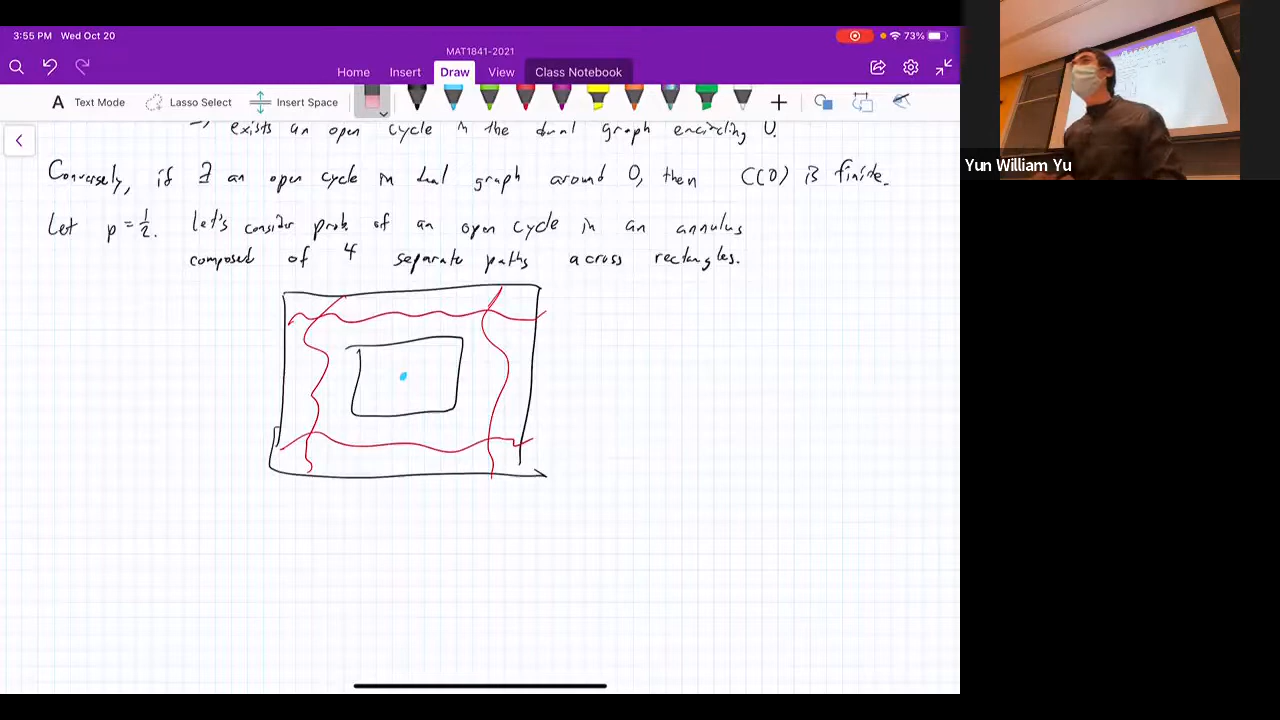 3:55 PM Wed Oct 20
73%
MAT1841-2021
Home Insert Draw View Class Notebook
A Text Mode Lasso Select Insert Space
exists an open cycle in the dual graph encircling 0.
Conversely, if ∃ an open cycle in dual graph around 0, then C(0) is finite.
Let p = 1/2. Let's consider prob. of an open cycle in an annulus
composed of 4 separate paths across rectangles.
Yun William Yu